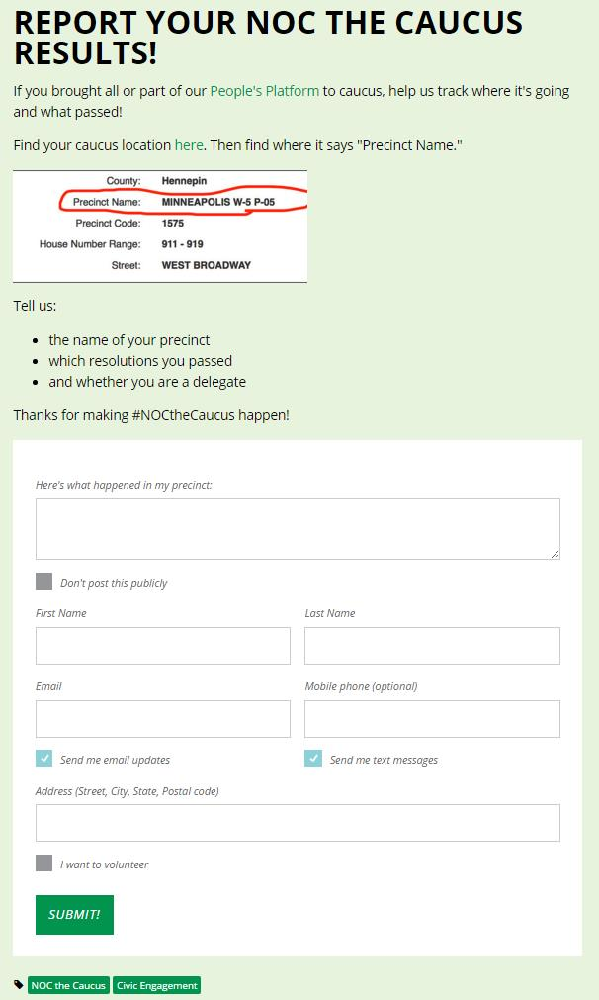 REPORT YOUR NOC THE CAUCUS
RESULTS!
If you brought all or part of our People's Platform to caucus, help us track where it's going
and what passed!
Find your caucus location here. Then find where it says "Precinct Name."
County: Hennepin
Precinct Name: MINNEAPOLIS W-5 P-05
Precinct Code: 1575
House Number Range: 911 - 919
Street: WEST BROADWAY
Tell us:
• the name of your precinct
• which resolutions you passed
• and whether you are a delegate
Thanks for making #NOCtheCaucus happen!
Here's what happened in my precinct:
Don't post this publicly
First Name Last Name
Email Mobile phone (optional)
Send me email updates Send me text messages
Address (Street, City, State, Postal code)
I want to volunteer
SUBMIT!
NOC the Caucus Civic Engagement